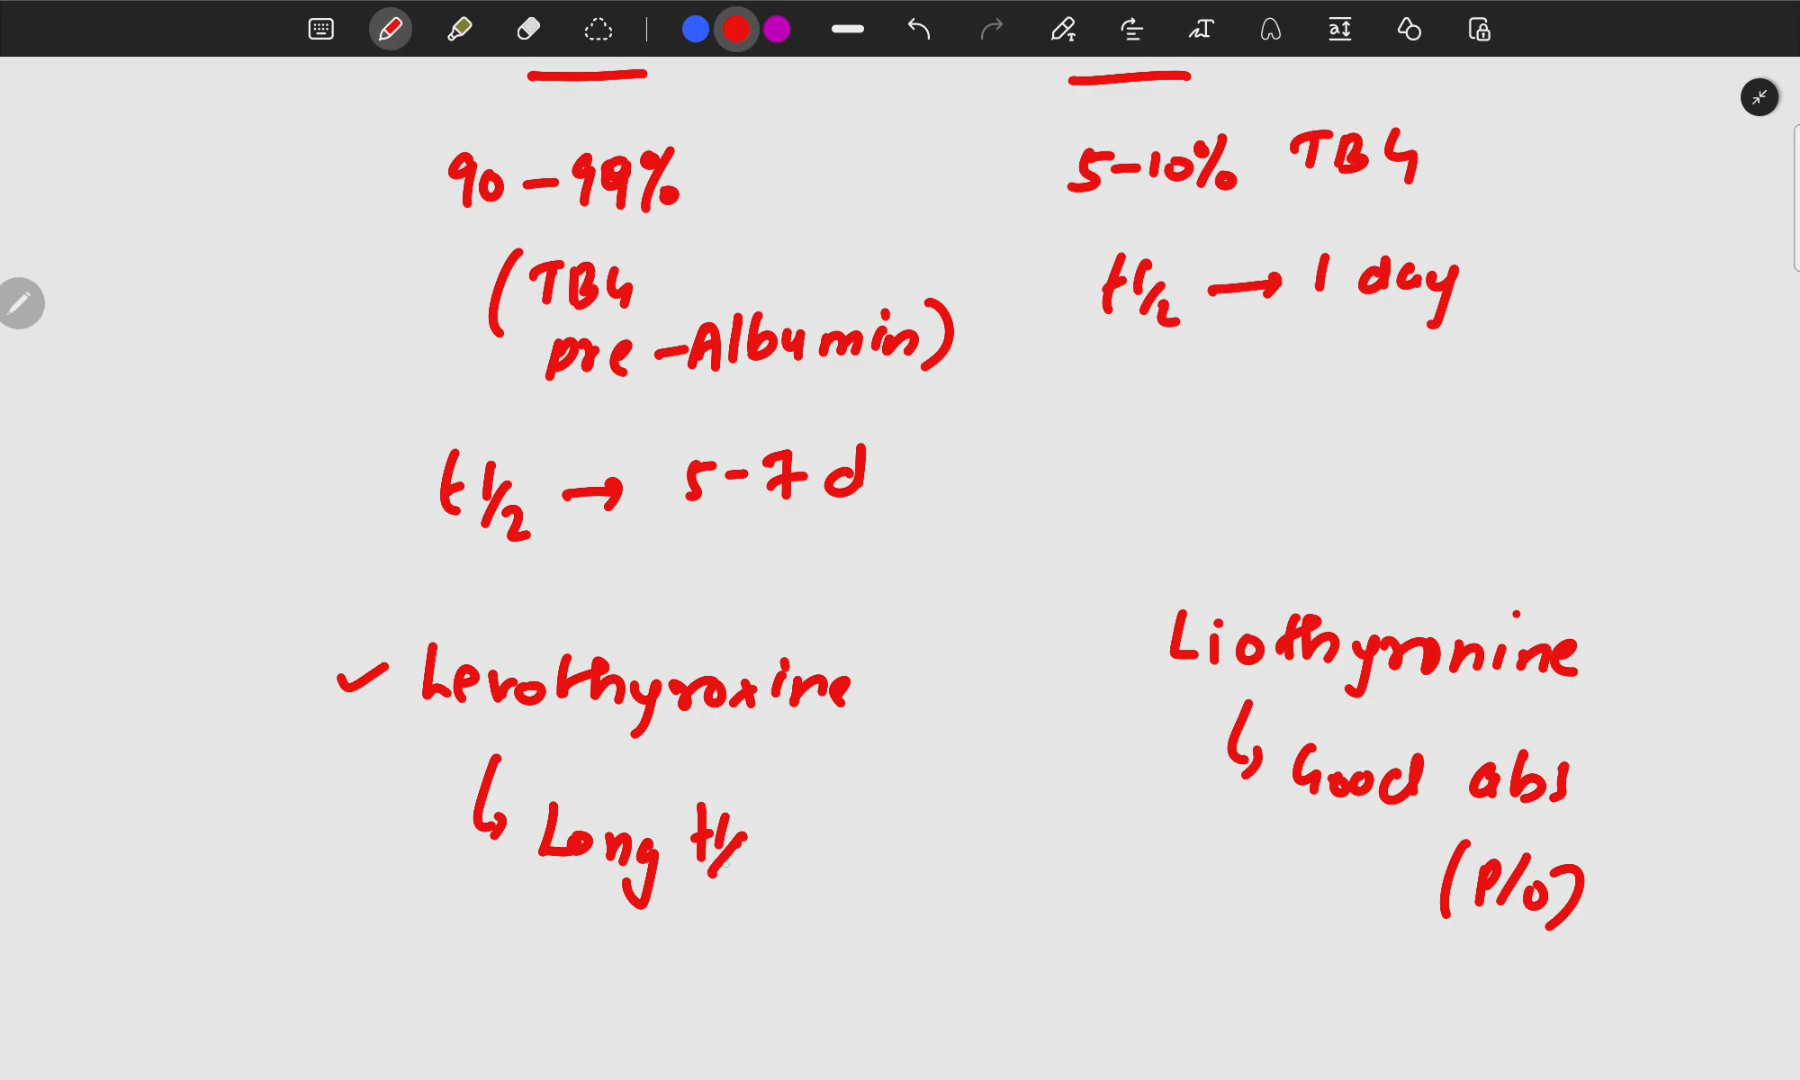 90-99%
(TBG
pre-Albumin)
t1/2 → 5-7 d
✓ Levothyroxine
↳ Long t1/
5-10% TBG
t1/2 → 1 day
Liothyronine
↳ Good abs
(P/O)